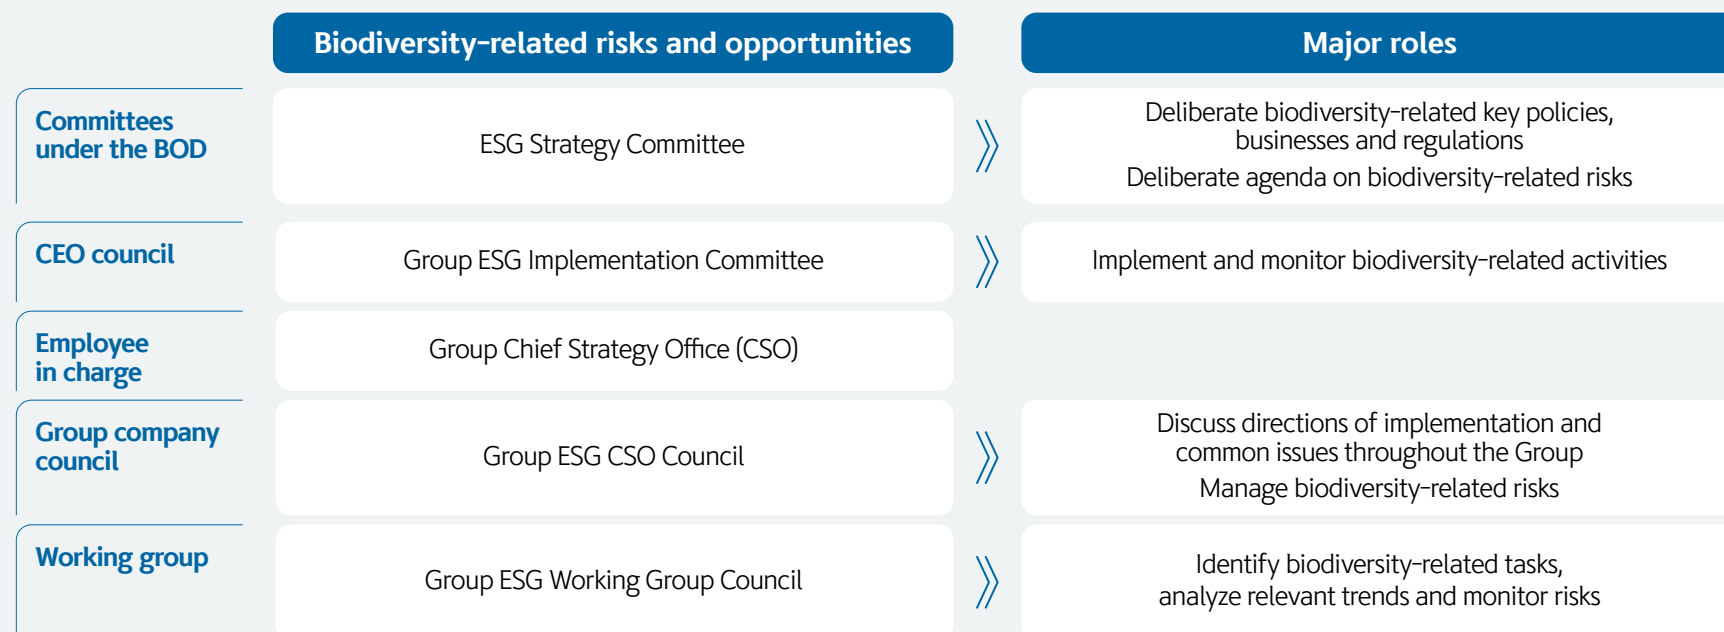 Biodiversity-related risks and opportunities
Major roles
Committees
under the BOD
ESG Strategy Committee
Deliberate biodiversity-related key policies,
businesses and regulations
Deliberate agenda on biodiversity-related risks
CEO council
Group ESG Implementation Committee
Implement and monitor biodiversity-related activities
Employee
in charge
Group Chief Strategy Office (CSO)
Group company
council
Group ESG CSO Council
Discuss directions of implementation and
common issues throughout the Group
Manage biodiversity-related risks
Working group
Group ESG Working Group Council
Identify biodiversity-related tasks,
analyze relevant trends and monitor risks